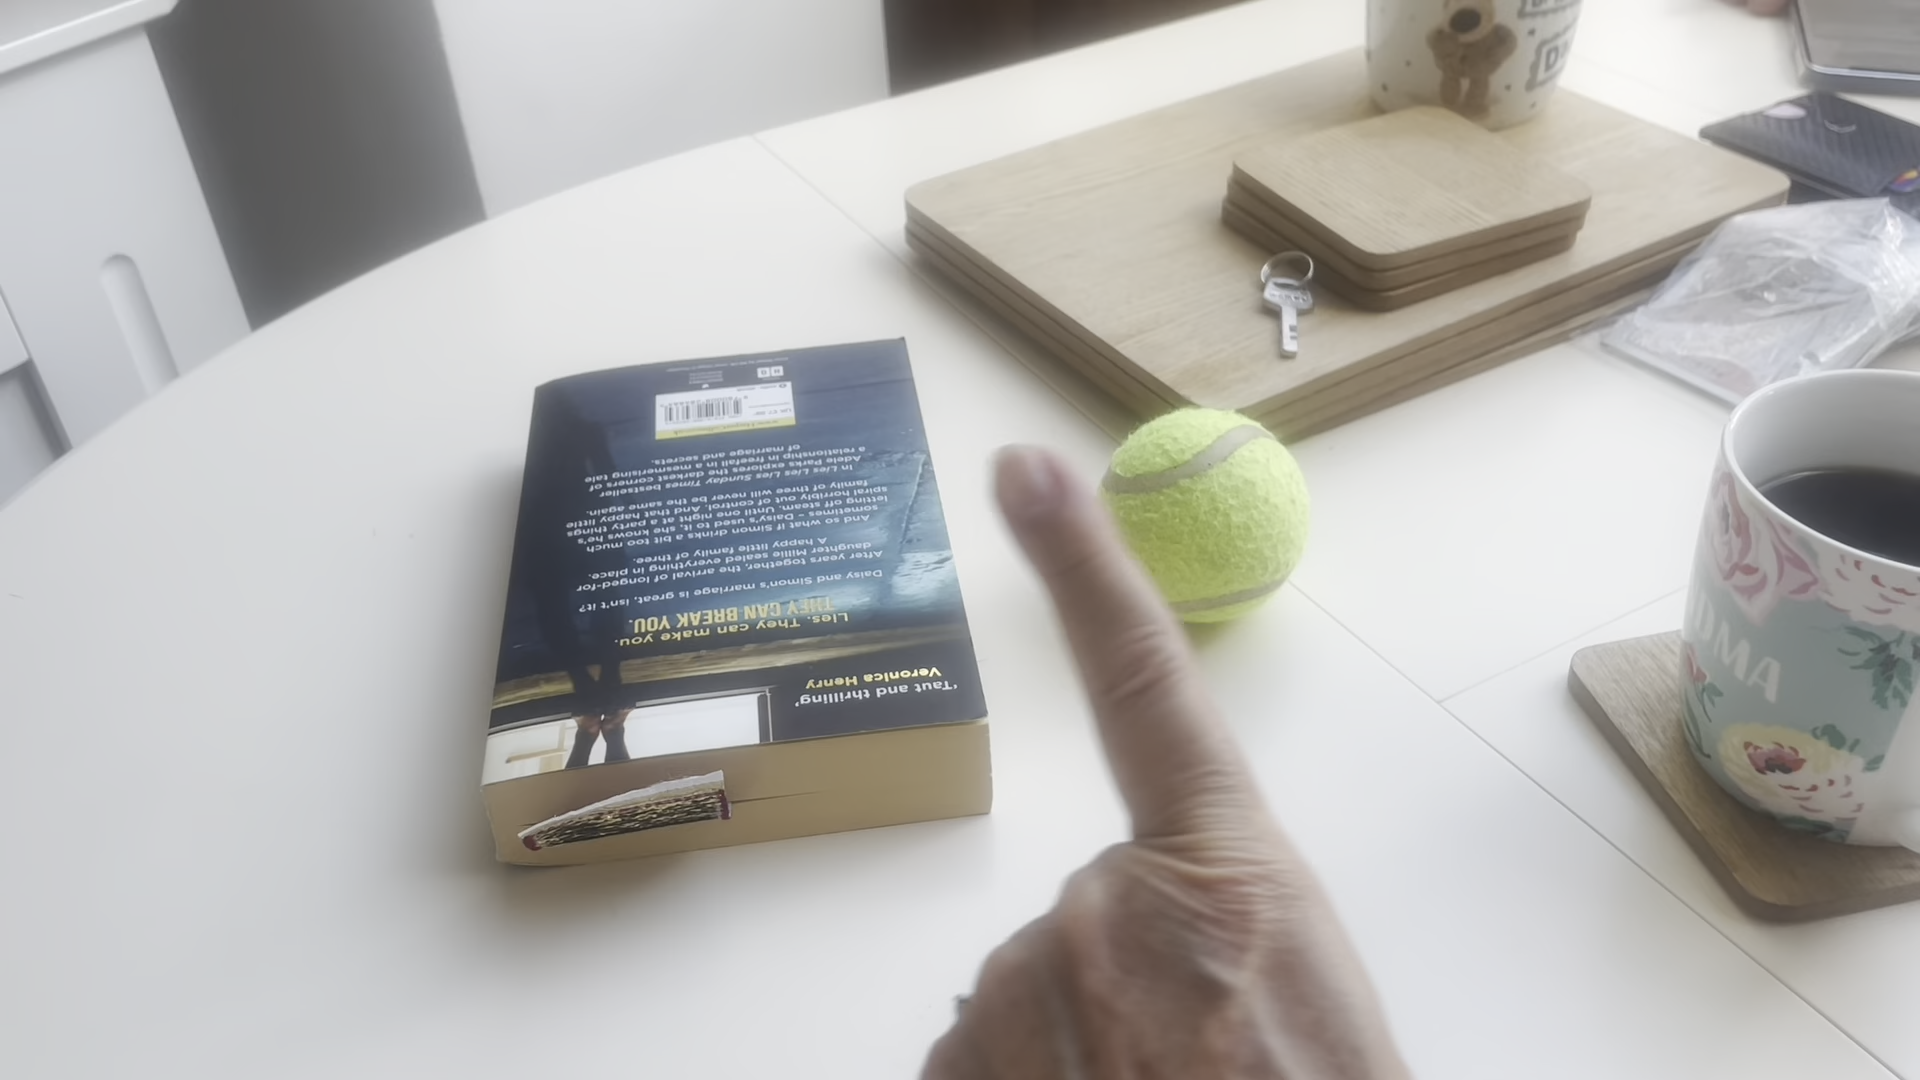 'Taut and thrilling'
Veronica Henry
Lies. They can make you.
THEY CAN BREAK YOU.
Daisy and Simon's marriage is great, isn't it?
After years together, the arrival of longed-for
daughter Millie sealed everything in place.
A happy little family of three.
And so what if Simon drinks a bit too much
sometimes – Daisy's used to it, she knows he's
letting off steam. Until one night at a party things
spiral horribly out of control. And that happy little
family of three will never be the same again.
In Lies Lies Lies Sunday Times bestseller
Adele Parks explores the darkest corners of
a relationship in freefall in a mesmerising tale
of marriage and secrets.